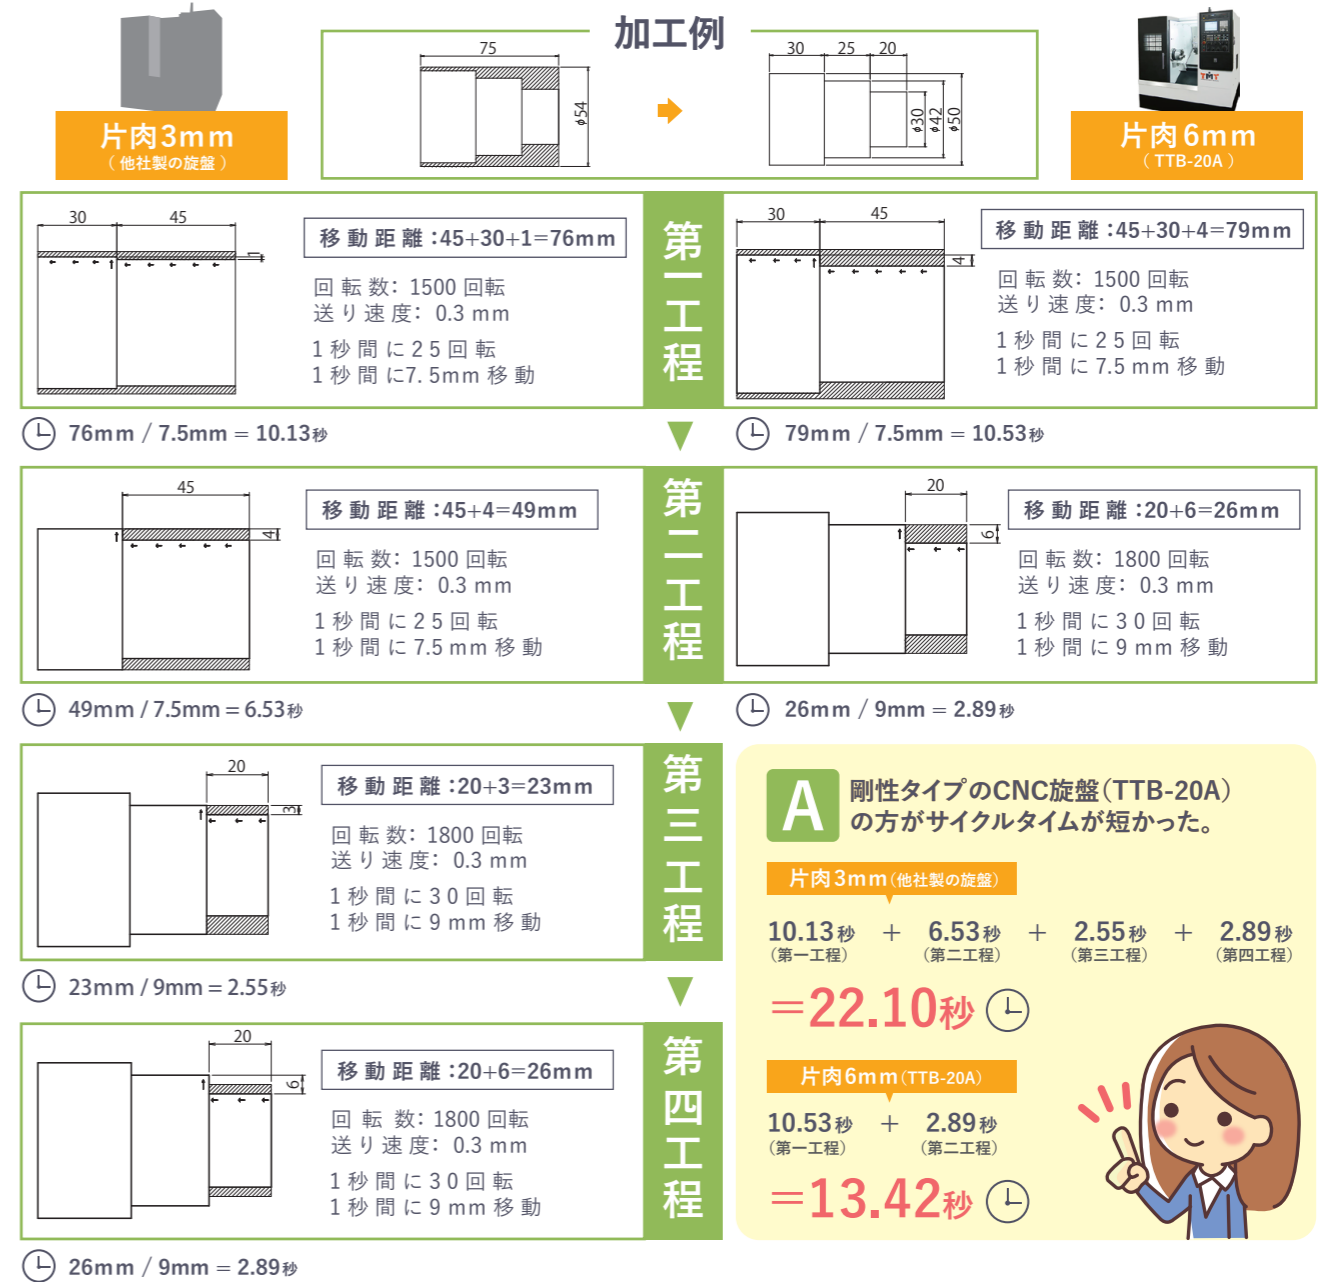 加工例
片肉3mm
（ 他社製の旋盤 ）
75
φ54
30 25 20
φ30
φ42
φ50
TMT
片肉6mm
（ TTB-20A ）
第一工程
30 45
1
移動距離：45+30+1=76mm
回転数：1500回転
送り速度：0.3 mm
1秒間に25回転
1秒間に7.5mm移動
76mm / 7.5mm = 10.13秒
30 45
4
移動距離：45+30+4=79mm
回転数：1500回転
送り速度：0.3 mm
1秒間に25回転
1秒間に7.5mm移動
79mm / 7.5mm = 10.53秒
第二工程
45
4
移動距離：45+4=49mm
回転数：1500回転
送り速度：0.3 mm
1秒間に25回転
1秒間に7.5mm移動
49mm / 7.5mm = 6.53秒
20
6
移動距離：20+6=26mm
回転数：1800回転
送り速度：0.3 mm
1秒間に30回転
1秒間に9mm移動
26mm / 9mm = 2.89秒
第三工程
20
3
移動距離：20+3=23mm
回転数：1800回転
送り速度：0.3 mm
1秒間に30回転
1秒間に9mm移動
23mm / 9mm = 2.55秒
第四工程
20
6
移動距離：20+6=26mm
回転数：1800回転
送り速度：0.3 mm
1秒間に30回転
1秒間に9mm移動
26mm / 9mm = 2.89秒
A
剛性タイプのCNC旋盤（TTB-20A）
の方がサイクルタイムが短かった。
片肉3mm（他社製の旋盤）
10.13秒 ＋ 6.53秒 ＋ 2.55秒 ＋ 2.89秒
（第一工程） （第二工程） （第三工程） （第四工程）
＝22.10秒
片肉6mm（TTB-20A）
10.53秒 ＋ 2.89秒
（第一工程） （第二工程）
＝13.42秒